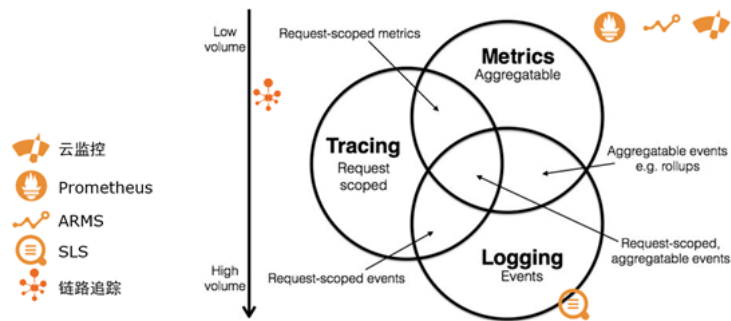 Low
volume
Request-scoped metrics
Metrics
Aggregatable
Tracing
Request
scoped
Aggregatable events
e.g. rollups
云监控
Prometheus
ARMS
SLS
链路追踪
Request-scoped,
aggregatable events
Logging
Events
Request-scoped events
High
volume